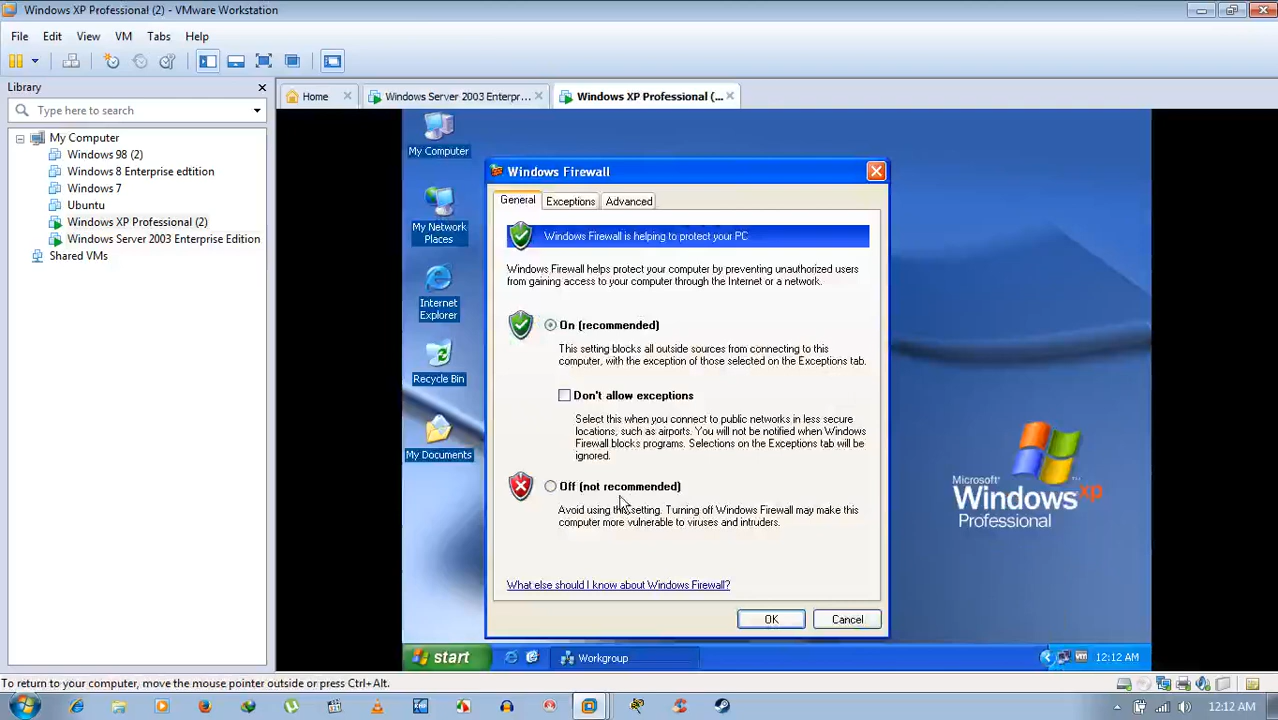 Windows XP Professional (2) - VMware Workstation
File Edit View VM Tabs Help
Library
Type here to search
Home
Windows Server 2003 Enterpr...
Windows XP Professional (...
My Computer
Windows 98 (2)
Windows 8 Enterprise edtition
Windows 7
Ubuntu
Windows XP Professional (2)
Windows Server 2003 Enterprise Edition
Shared VMs
My Computer
My Network
Places
Internet
Explorer
Recycle Bin
My Documents
Windows Firewall
General Exceptions Advanced
Windows Firewall is helping to protect your PC
Windows Firewall helps protect your computer by preventing unauthorized users
from gaining access to your computer through the Internet or a network.
On (recommended)
This setting blocks all outside sources from connecting to this
computer, with the exception of those selected on the Exceptions tab.
Don't allow exceptions
Select this when you connect to public networks in less secure
locations, such as airports. You will not be notified when Windows
Firewall blocks programs. Selections on the Exceptions tab will be
ignored.
Off (not recommended)
Avoid using this setting. Turning off Windows Firewall may make this
computer more vulnerable to viruses and intruders.
What else should I know about Windows Firewall?
OK Cancel
Microsoft
Windows xp
Professional
start
Workgroup
12:12 AM
To return to your computer, move the mouse pointer outside or press Ctrl+Alt.
12:12 AM